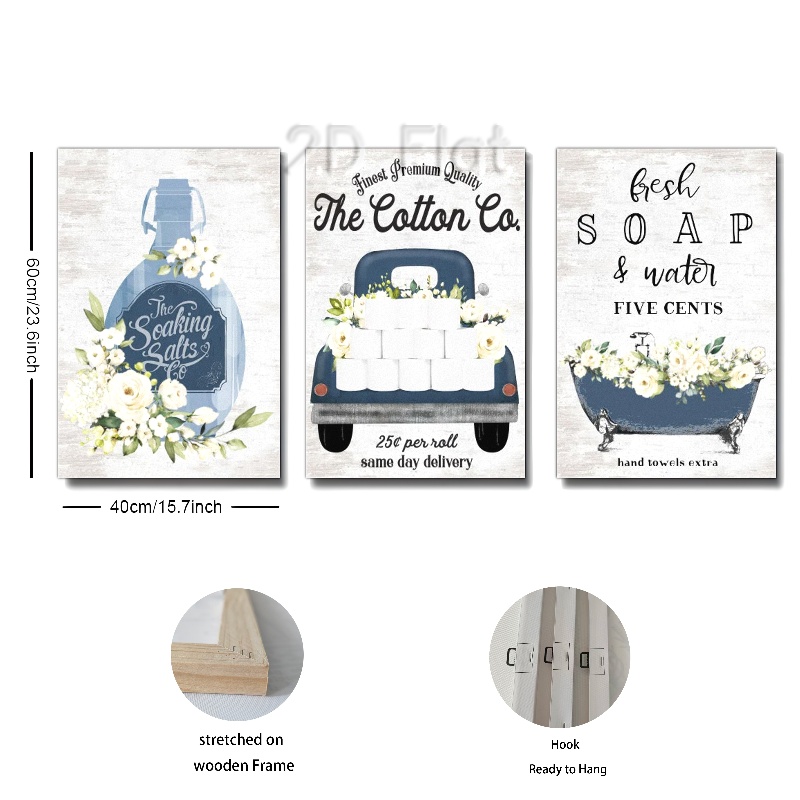 2D Flat
60cm/23.6inch
40cm/15.7inch
The
Soaking
Salts
Co
Finest Premium Quality
The Cotton Co.
25¢ per roll
same day delivery
fresh
SOAP
& water
FIVE CENTS
hand towels extra
stretched on
wooden Frame
Hook
Ready to Hang